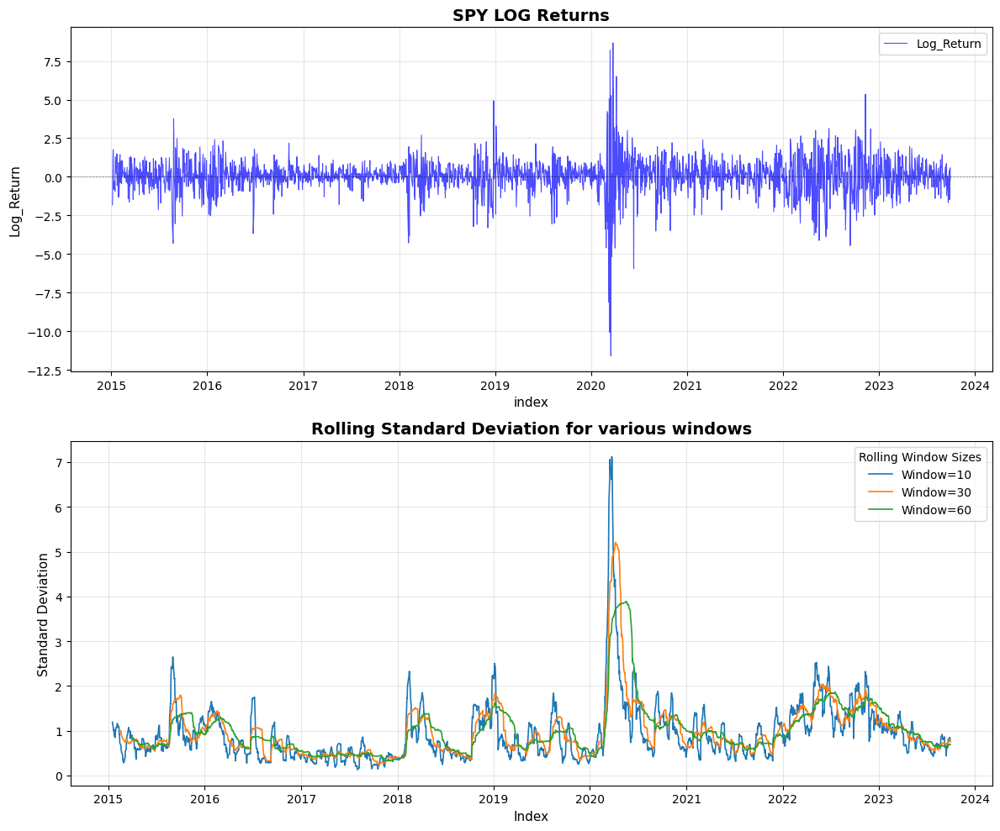 SPY LOG Returns
Log_Return
7.5
5.0
2.5
0.0
−2.5
−5.0
−7.5
−10.0
−12.5
Log_Return
2015 2016 2017 2018 2019 2020 2021 2022 2023 2024
index
Rolling Standard Deviation for various windows
Rolling Window Sizes
Window=10
Window=30
Window=60
7
6
5
4
3
2
1
0
Standard Deviation
2015 2016 2017 2018 2019 2020 2021 2022 2023 2024
Index